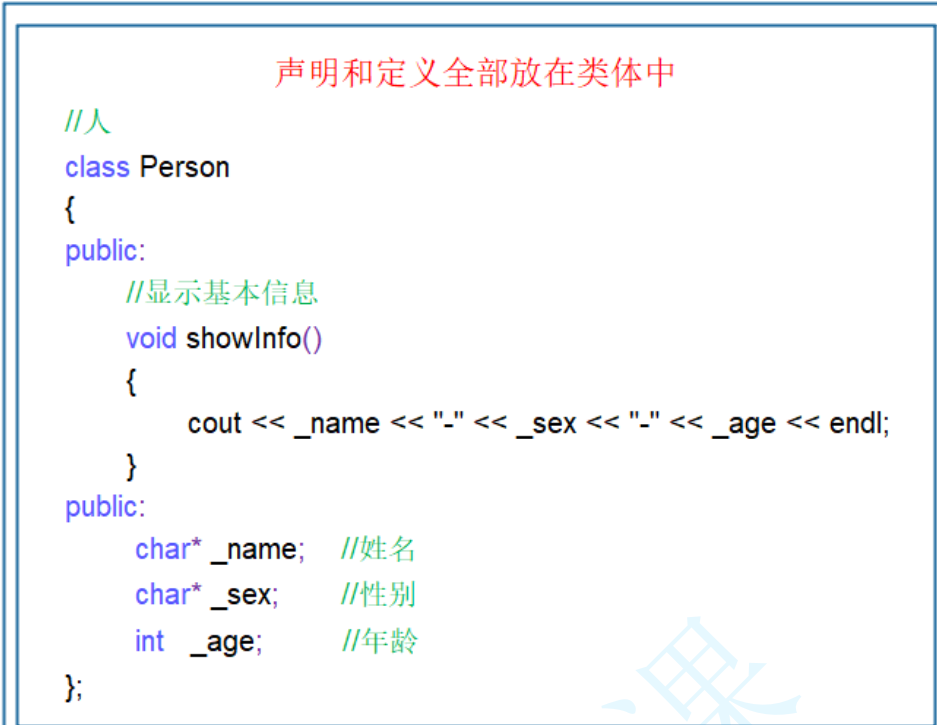 声明和定义全部放在类体中
//人
class Person
{
public:
//显示基本信息
void showInfo()
{
cout << _name << "-" << _sex << "-" << _age << endl;
}
public:
char* _name; //姓名
char* _sex; //性别
int _age; //年龄
};
课